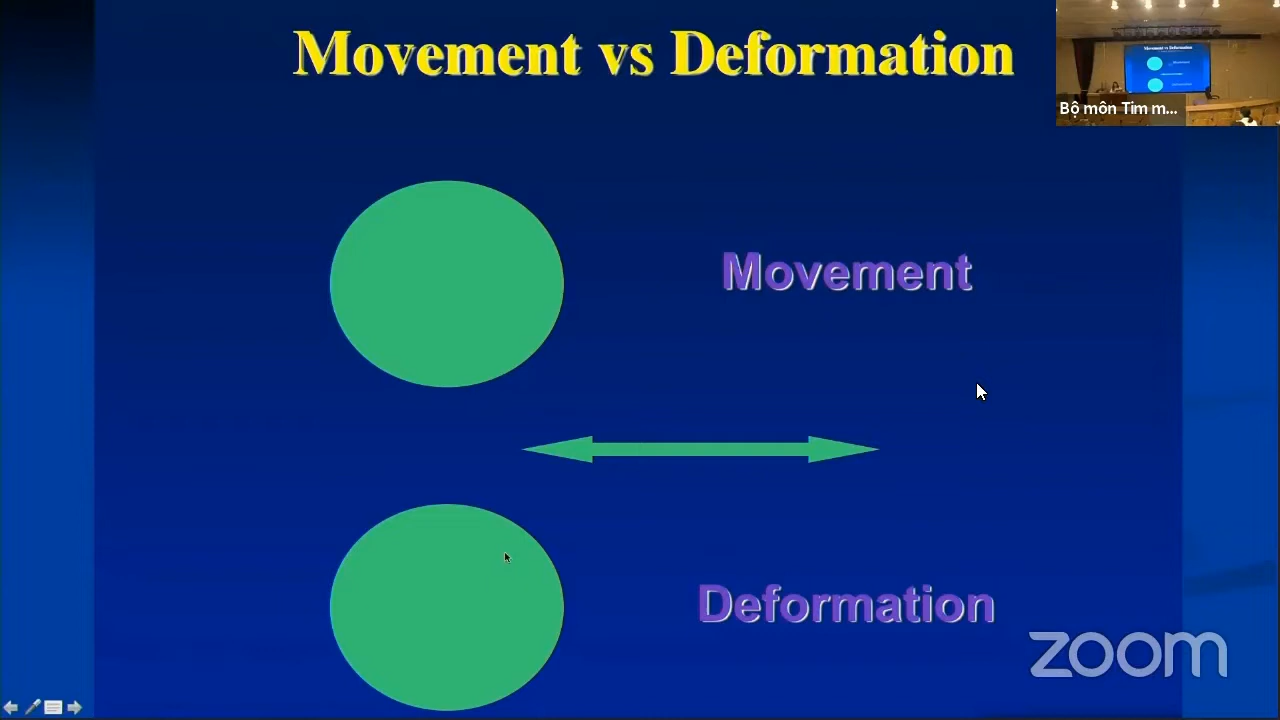 Movement vs Deformation
Bộ môn Tim m...
Movement
Deformation
zoom